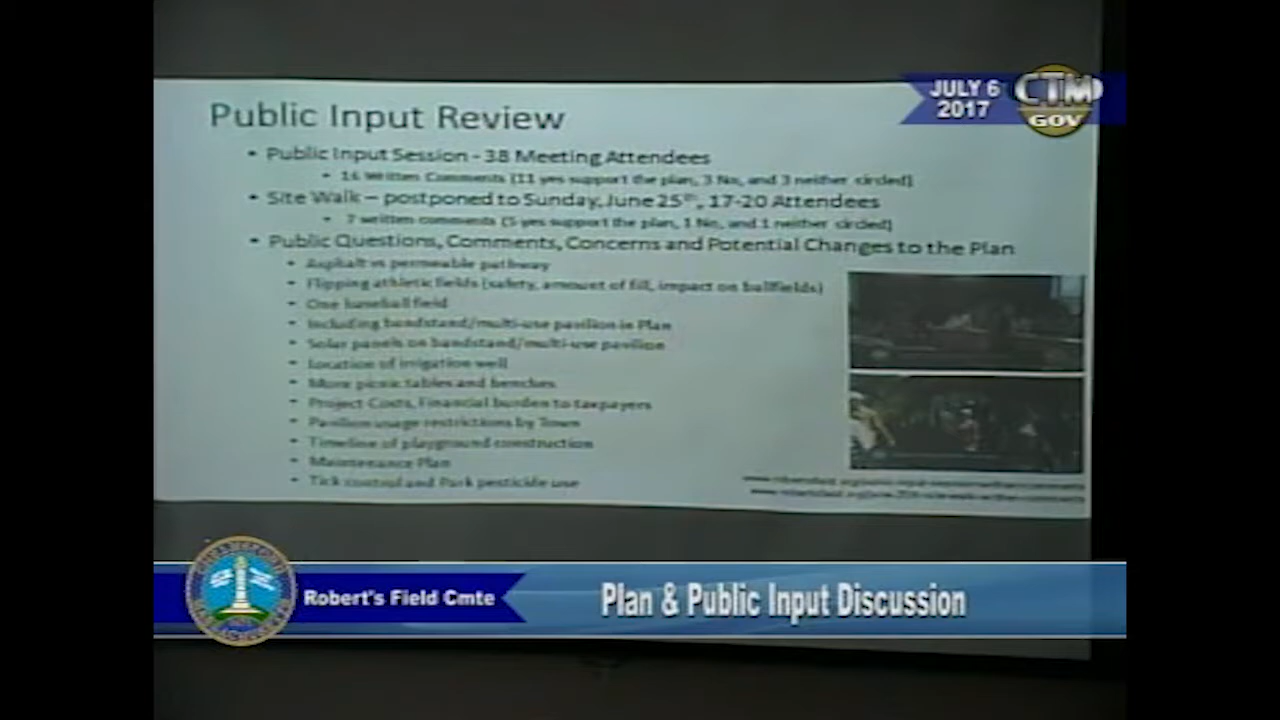 JULY 6
2017
CTM
GOV
Public Input Review
• Public Input Session - 38 Meeting Attendees
• 16 Written Comments (11 yes support the plan, 3 No, and 3 neither circled)
• Site Walk – postponed to Sunday, June 25th, 17-20 Attendees
• 7 written comments (5 yes support the plan, 1 No, and 1 neither circled)
• Public Questions, Comments, Concerns and Potential Changes to the Plan
• Asphalt vs permeable pathway
• Flipping athletic fields (safety, amount of fill, impact on ballfields)
• One baseball field
• Including bandstand/multi-use pavilion in Plan
• Solar panels on bandstand/multi-use pavilion
• Location of irrigation well
• More picnic tables and benches
• Project Costs, Financial burden to taxpayers
• Pavilion usage restrictions by Town
• Timeline of playground construction
• Maintenance Plan
• Tick control and Park pesticide use
Robert's Field Cmte
Plan & Public Input Discussion